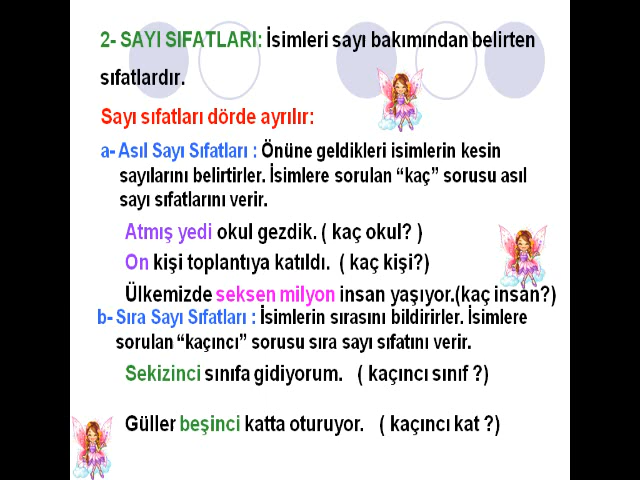 2- SAYI SIFATLARI: İsimleri sayı bakımından belirten
sıfatlardır.
Sayı sıfatları dörde ayrılır:
a- Asıl Sayı Sıfatları : Önüne geldikleri isimlerin kesin
sayılarını belirtirler. İsimlere sorulan “kaç” sorusu asıl
sayı sıfatlarını verir.
Atmış yedi okul gezdik. ( kaç okul? )
On kişi toplantıya katıldı. ( kaç kişi?)
Ülkemizde seksen milyon insan yaşıyor.(kaç insan?)
b- Sıra Sayı Sıfatları : İsimlerin sırasını bildirirler. İsimlere
sorulan “kaçıncı” sorusu sıra sayı sıfatını verir.
Sekizinci sınıfa gidiyorum. ( kaçıncı sınıf ?)
Güller beşinci katta oturuyor. ( kaçıncı kat ?)